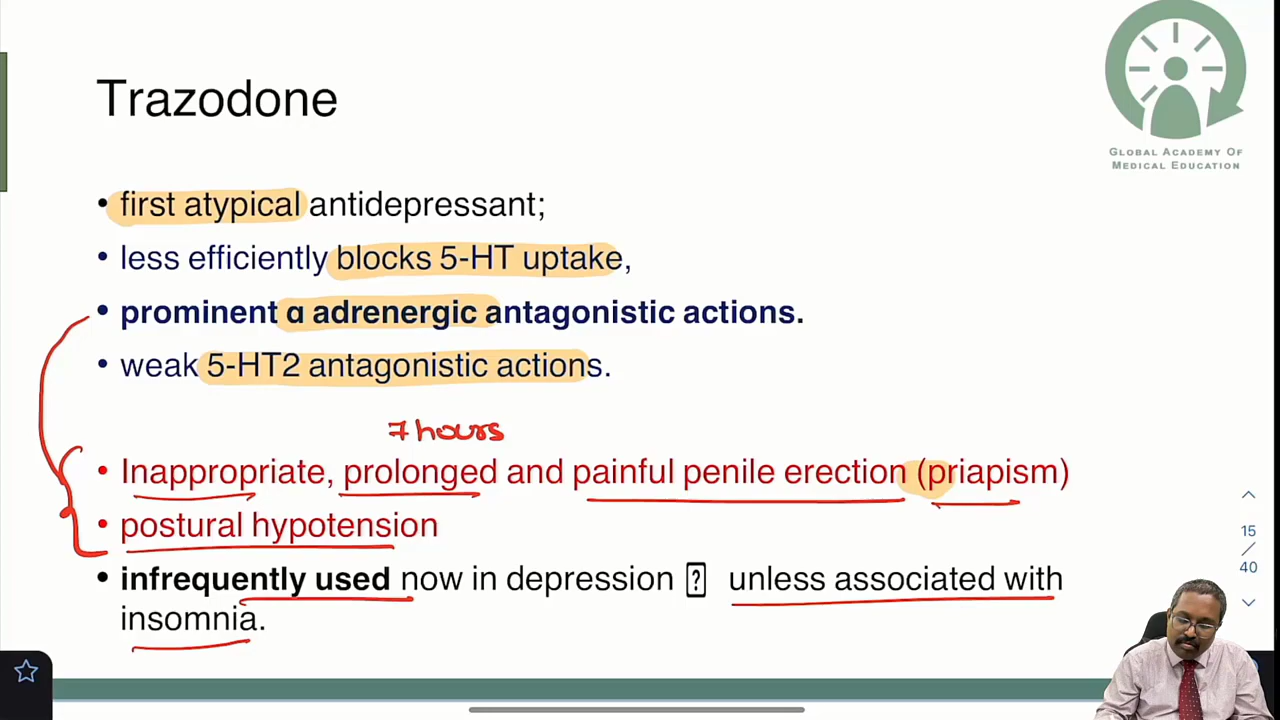 GLOBAL ACADEMY OF
MEDICAL EDUCATION
Trazodone
• first atypical antidepressant;
• less efficiently blocks 5-HT uptake,
• prominent α adrenergic antagonistic actions.
• weak 5-HT2 antagonistic actions.
7 hours
• Inappropriate, prolonged and painful penile erection (priapism)
• postural hypotension
• infrequently used now in depression unless associated with
insomnia.
15
/
40